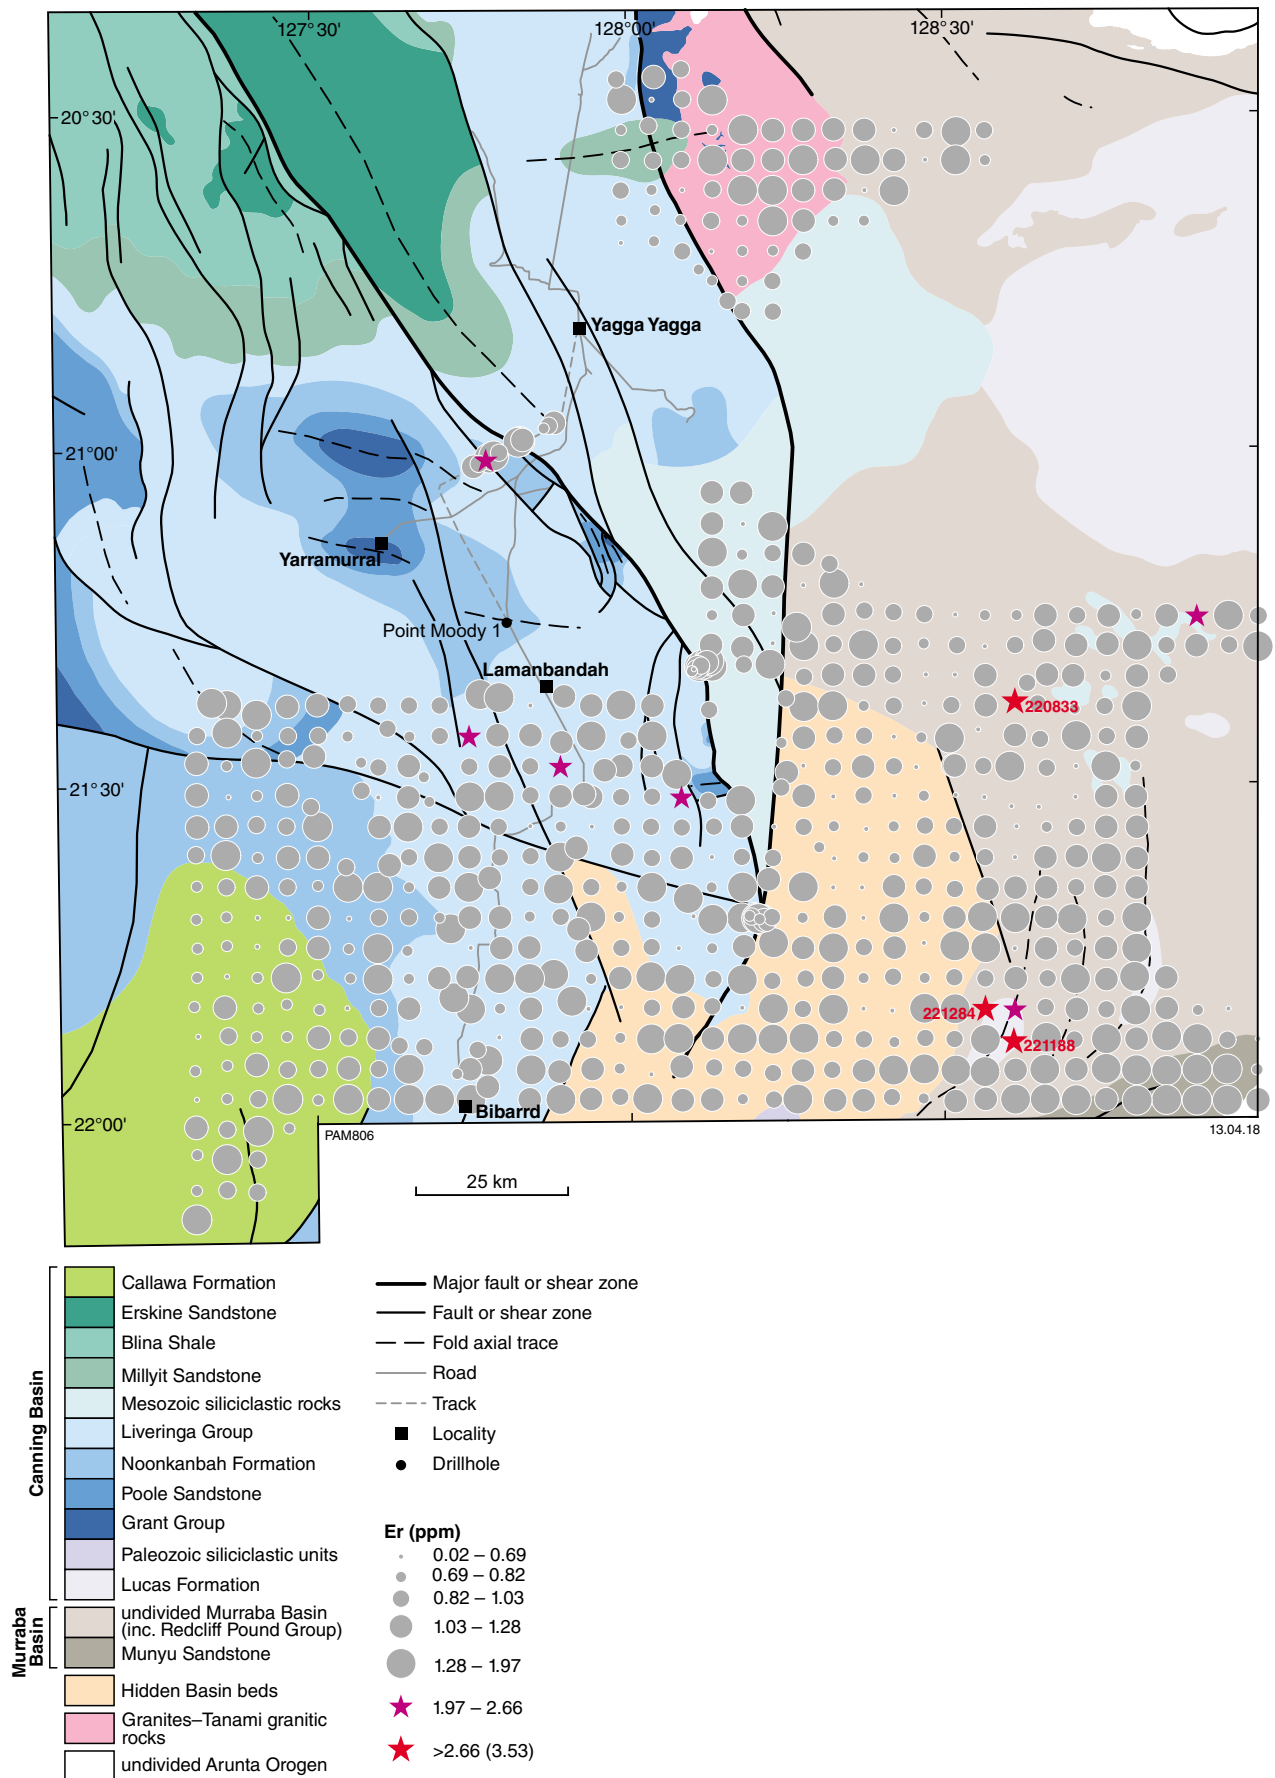 127°30'
128°00'
128°30'
20°30'
Yagga Yagga
21°00'
Yarramurral
Point Moody 1
Lamanbandah
220833
21°30'
221284
221188
Bibarrd
22°00'
PAM806
13.04.18
25 km
Canning Basin
Callawa Formation
Erskine Sandstone
Blina Shale
Millyit Sandstone
Mesozoic siliciclastic rocks
Liveringa Group
Noonkanbah Formation
Poole Sandstone
Grant Group
Paleozoic siliciclastic units
Lucas Formation
Murraba
Basin
undivided Murraba Basin
(inc. Redcliff Pound Group)
Munyu Sandstone
Hidden Basin beds
Granites–Tanami granitic
rocks
undivided Arunta Orogen
Major fault or shear zone
Fault or shear zone
Fold axial trace
Road
Track
Locality
Drillhole
Er (ppm)
0.02 – 0.69
0.69 – 0.82
0.82 – 1.03
1.03 – 1.28
1.28 – 1.97
1.97 – 2.66
>2.66 (3.53)